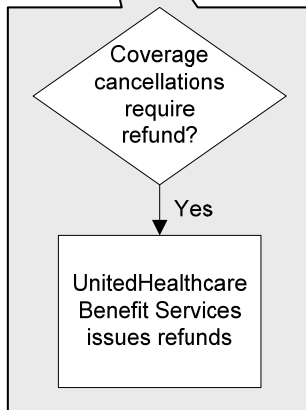 Coverage
cancellations
require
refund?
Yes
UnitedHealthcare
Benefit Services
issues refunds